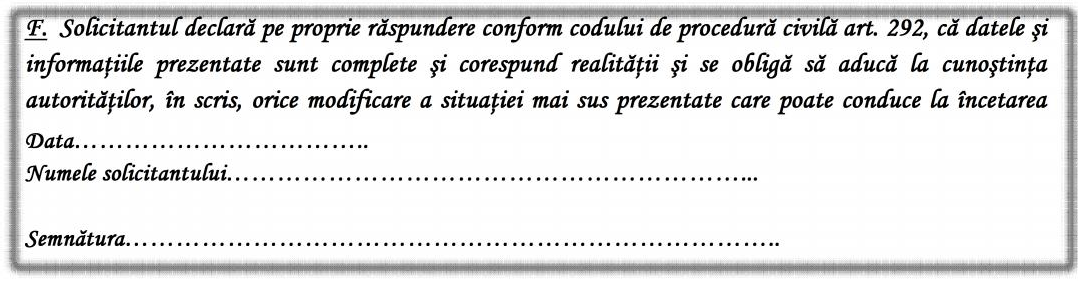 F. Solicitantul declară pe proprie răspundere conform codului de procedură civilă art. 292, că datele şi
informaţiile prezentate sunt complete şi corespund realităţii şi se obligă să aducă la cunoştinţa
autorităţilor, în scris, orice modificare a situaţiei mai sus prezentate care poate conduce la încetarea
Data……………………………..
Numele solicitantului……………………………………………………...
Semnătura…………………………………………………………………..